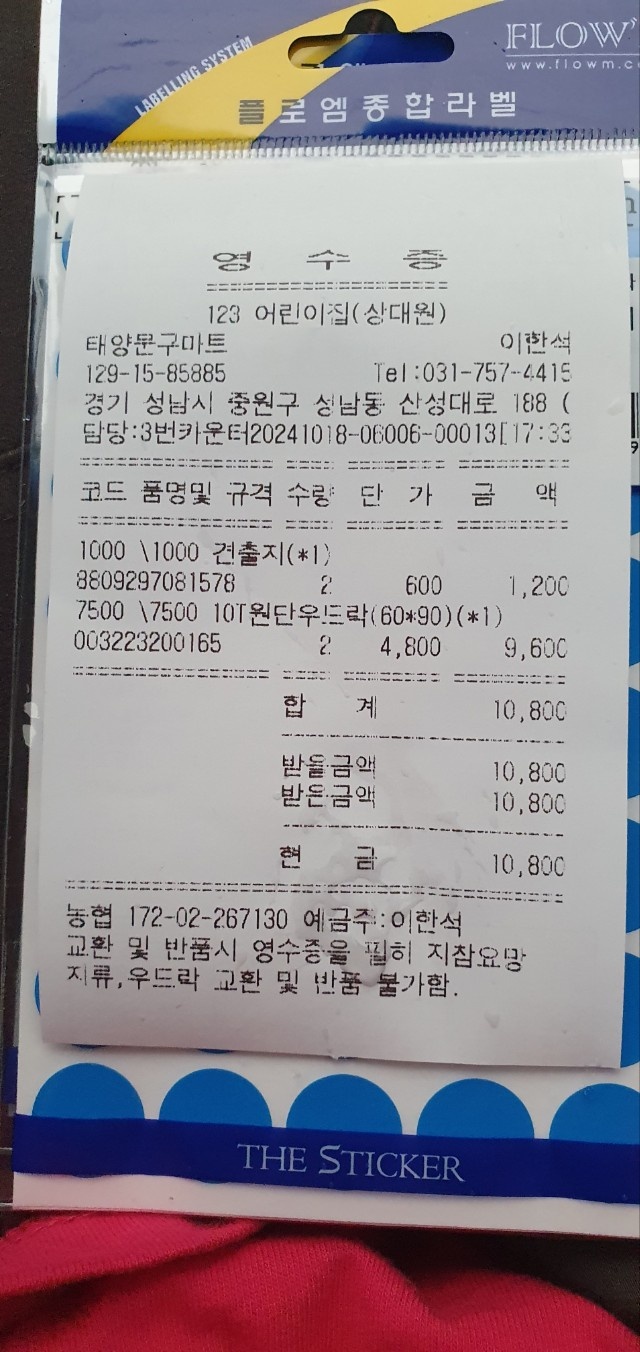 LABELLING SYSTEM
FLOW
www.flowm.c
플로엠종합라벨
영 수 증
123 어린이집(상대원)
태양문구마트 이한석
129-15-85885 Tel:031-757-4415
경기 성남시 중원구 성남동 산성대로 188 (
담당:3번카운터20241018-06006-00013[17:33
코드 품명및 규격 수량 단 가 금 액
1000 \1000 견출지(*1)
8809297081578 2 600 1,200
7500 \7500 10T원단우드락(60*90)(*1)
003223200165 2 4,800 9,600
합 계 10,800
받을금액 10,800
받은금액 10,800
현 금 10,800
농협 172-02-267130 예금주:이한석
교환 및 반품시 영수증을 필히 지참요망
지류,우드락 교환 및 반품 불가함.
THE STICKER